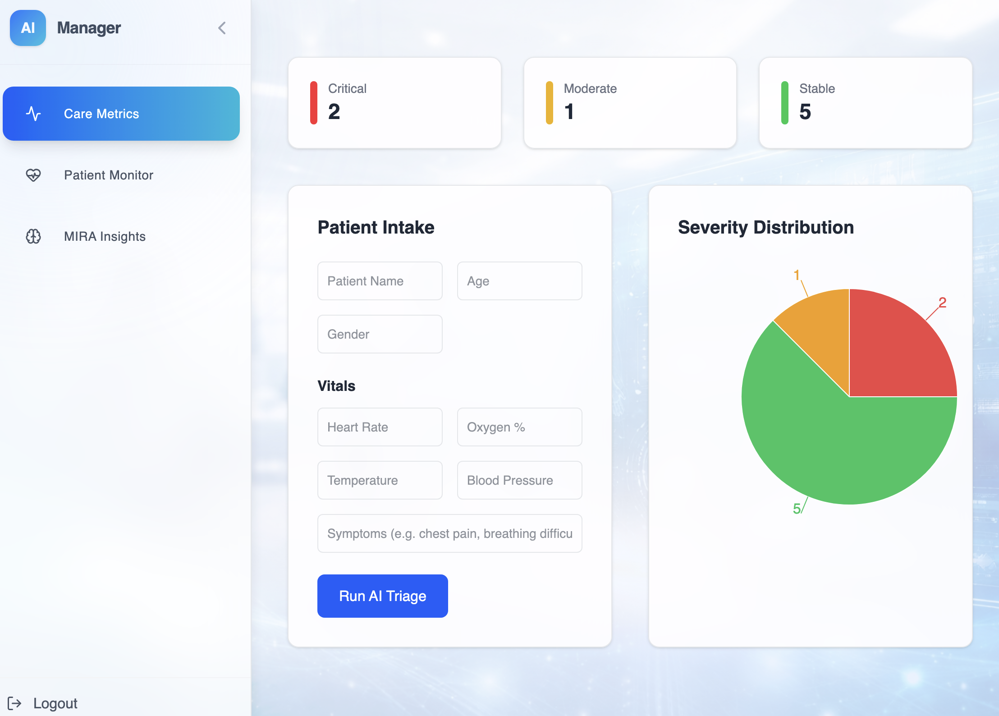 AI
Manager
Care Metrics
Patient Monitor
MIRA Insights
Logout
Critical
2
Moderate
1
Stable
5
Patient Intake
Patient Name
Age
Gender
Vitals
Heart Rate
Oxygen %
Temperature
Blood Pressure
Symptoms (e.g. chest pain, breathing difficu
Run AI Triage
Severity Distribution
1
2
5